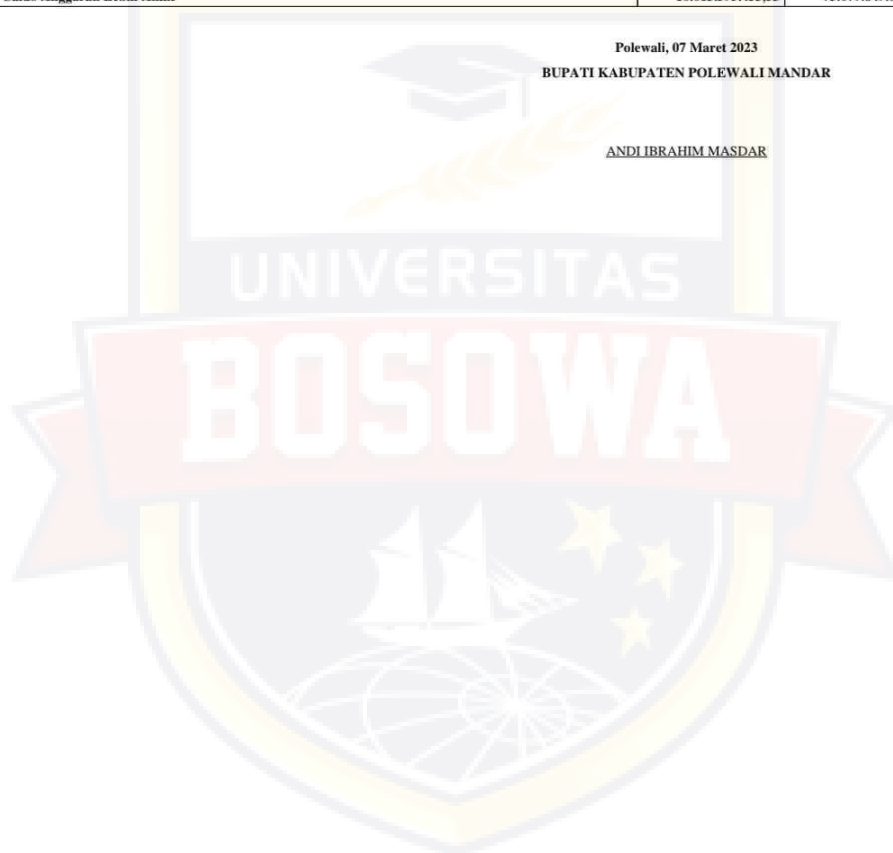 Polewali, 07 Maret 2023
BUPATI KABUPATEN POLEWALI MANDAR
ANDI IBRAHIM MASDAR
UNIVERSITAS
BOSOWA